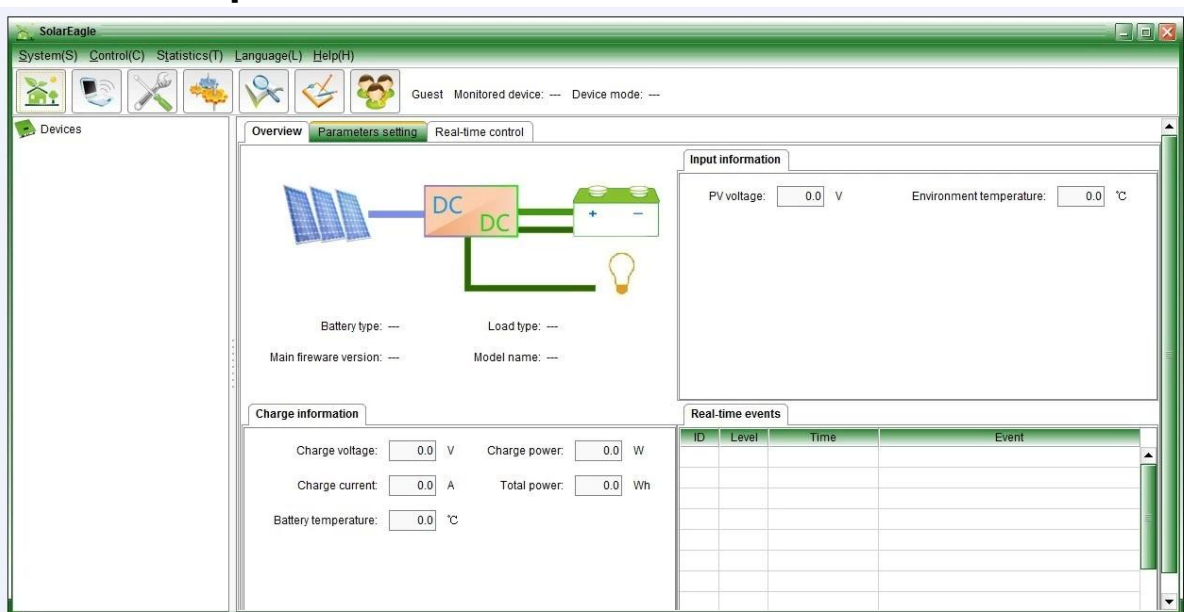 SolarEagle
System(S) Control(C) Statistics(T) Language(L) Help(H)
Guest Monitored device: --- Device mode: ---
Devices
Overview Parameters setting Real-time control
DC
DC
+ −
Battery type: --- Load type: ---
Main fireware version: --- Model name: ---
Input information
PV voltage: 0.0 V Environment temperature: 0.0 ℃
Charge information
Charge voltage: 0.0 V Charge power: 0.0 W
Charge current: 0.0 A Total power: 0.0 Wh
Battery temperature: 0.0 ℃
Real-time events
ID Level Time Event